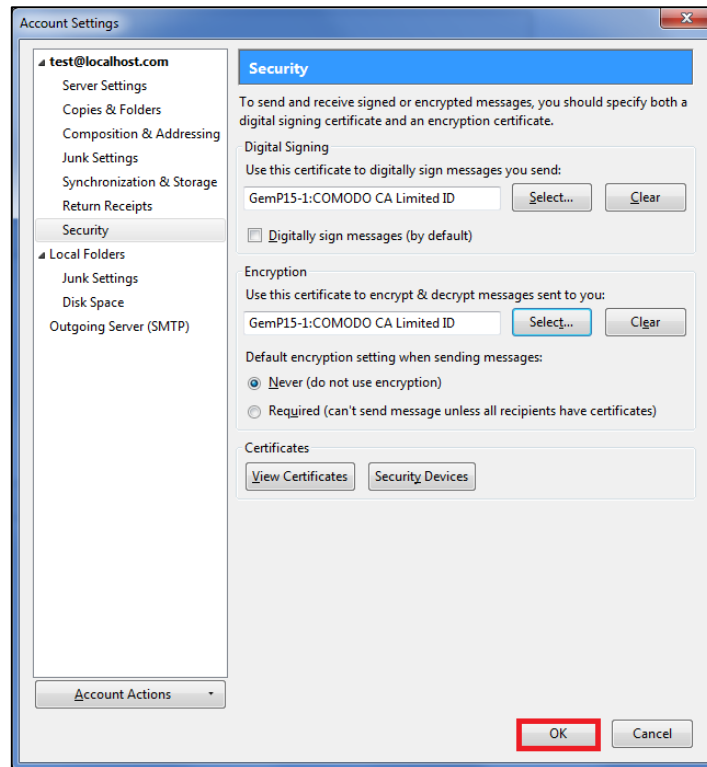 Account Settings
test@localhost.com
Server Settings
Copies & Folders
Composition & Addressing
Junk Settings
Synchronization & Storage
Return Receipts
Security
Local Folders
Junk Settings
Disk Space
Outgoing Server (SMTP)
Account Actions
Security
To send and receive signed or encrypted messages, you should specify both a
digital signing certificate and an encryption certificate.
Digital Signing
Use this certificate to digitally sign messages you send:
GemP15-1:COMODO CA Limited ID
Select...
Clear
Digitally sign messages (by default)
Encryption
Use this certificate to encrypt & decrypt messages sent to you:
GemP15-1:COMODO CA Limited ID
Select...
Clear
Default encryption setting when sending messages:
Never (do not use encryption)
Required (can't send message unless all recipients have certificates)
Certificates
View Certificates
Security Devices
OK
Cancel